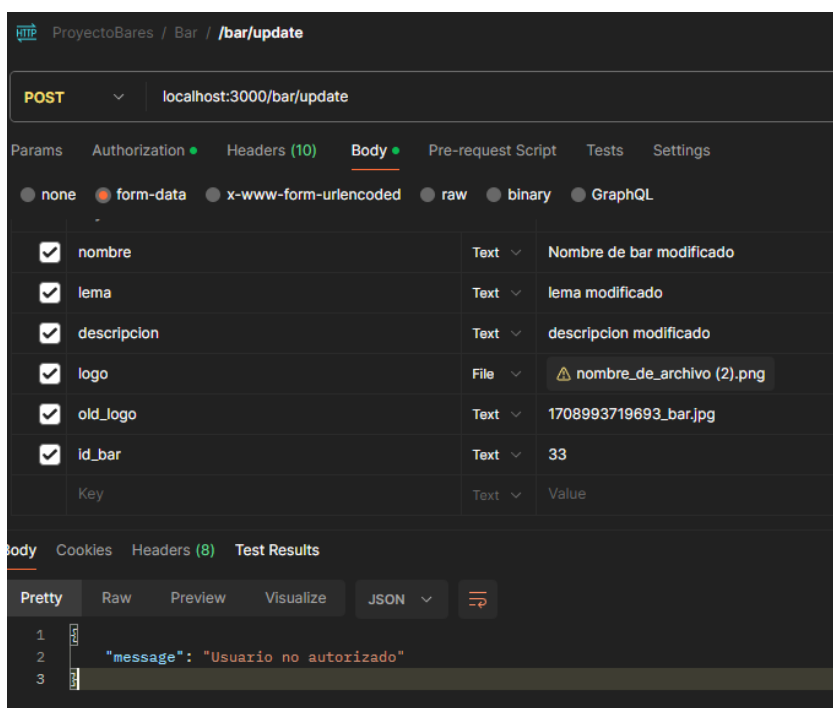 HTTP ProyectoBares / Bar / /bar/update
POST localhost:3000/bar/update
Params Authorization Headers (10) Body Pre-request Script Tests Settings
none form-data x-www-form-urlencoded raw binary GraphQL
nombre Text Nombre de bar modificado
lema Text lema modificado
descripcion Text descripcion modificado
logo File nombre_de_archivo (2).png
old_logo Text 1708993719693_bar.jpg
id_bar Text 33
Key Text Value
Body Cookies Headers (8) Test Results
Pretty Raw Preview Visualize JSON
1 {
2 "message": "Usuario no autorizado"
3 }